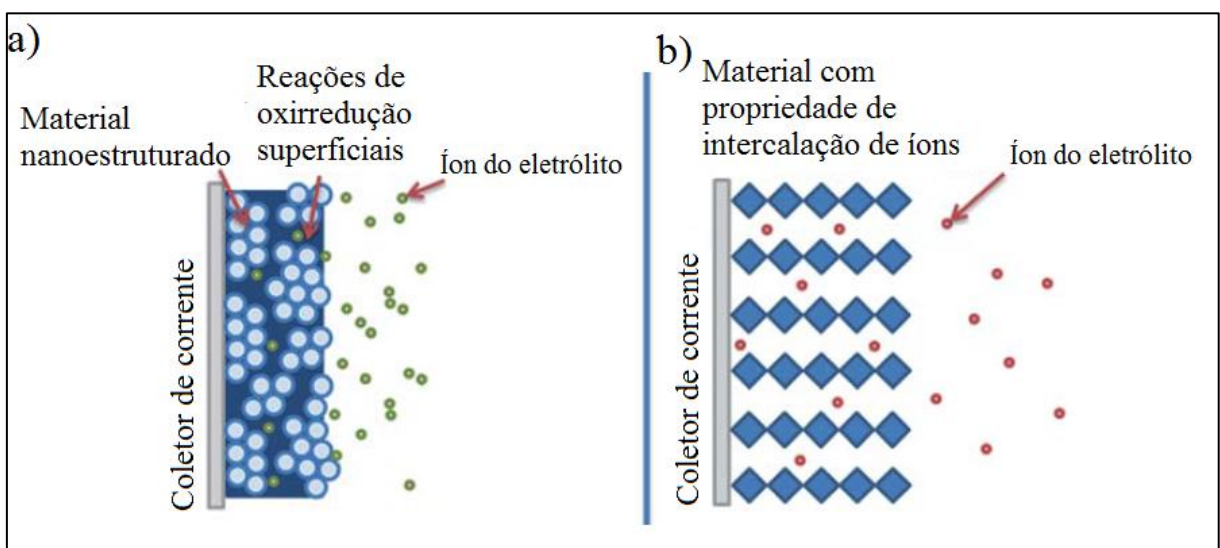 a)
Material
nanoestruturado
Reações de
oxirredução
superficiais
Íon do eletrólito
Coletor de corrente
b)
Material com
propriedade de
intercalação de íons
Íon do eletrólito
Coletor de corrente